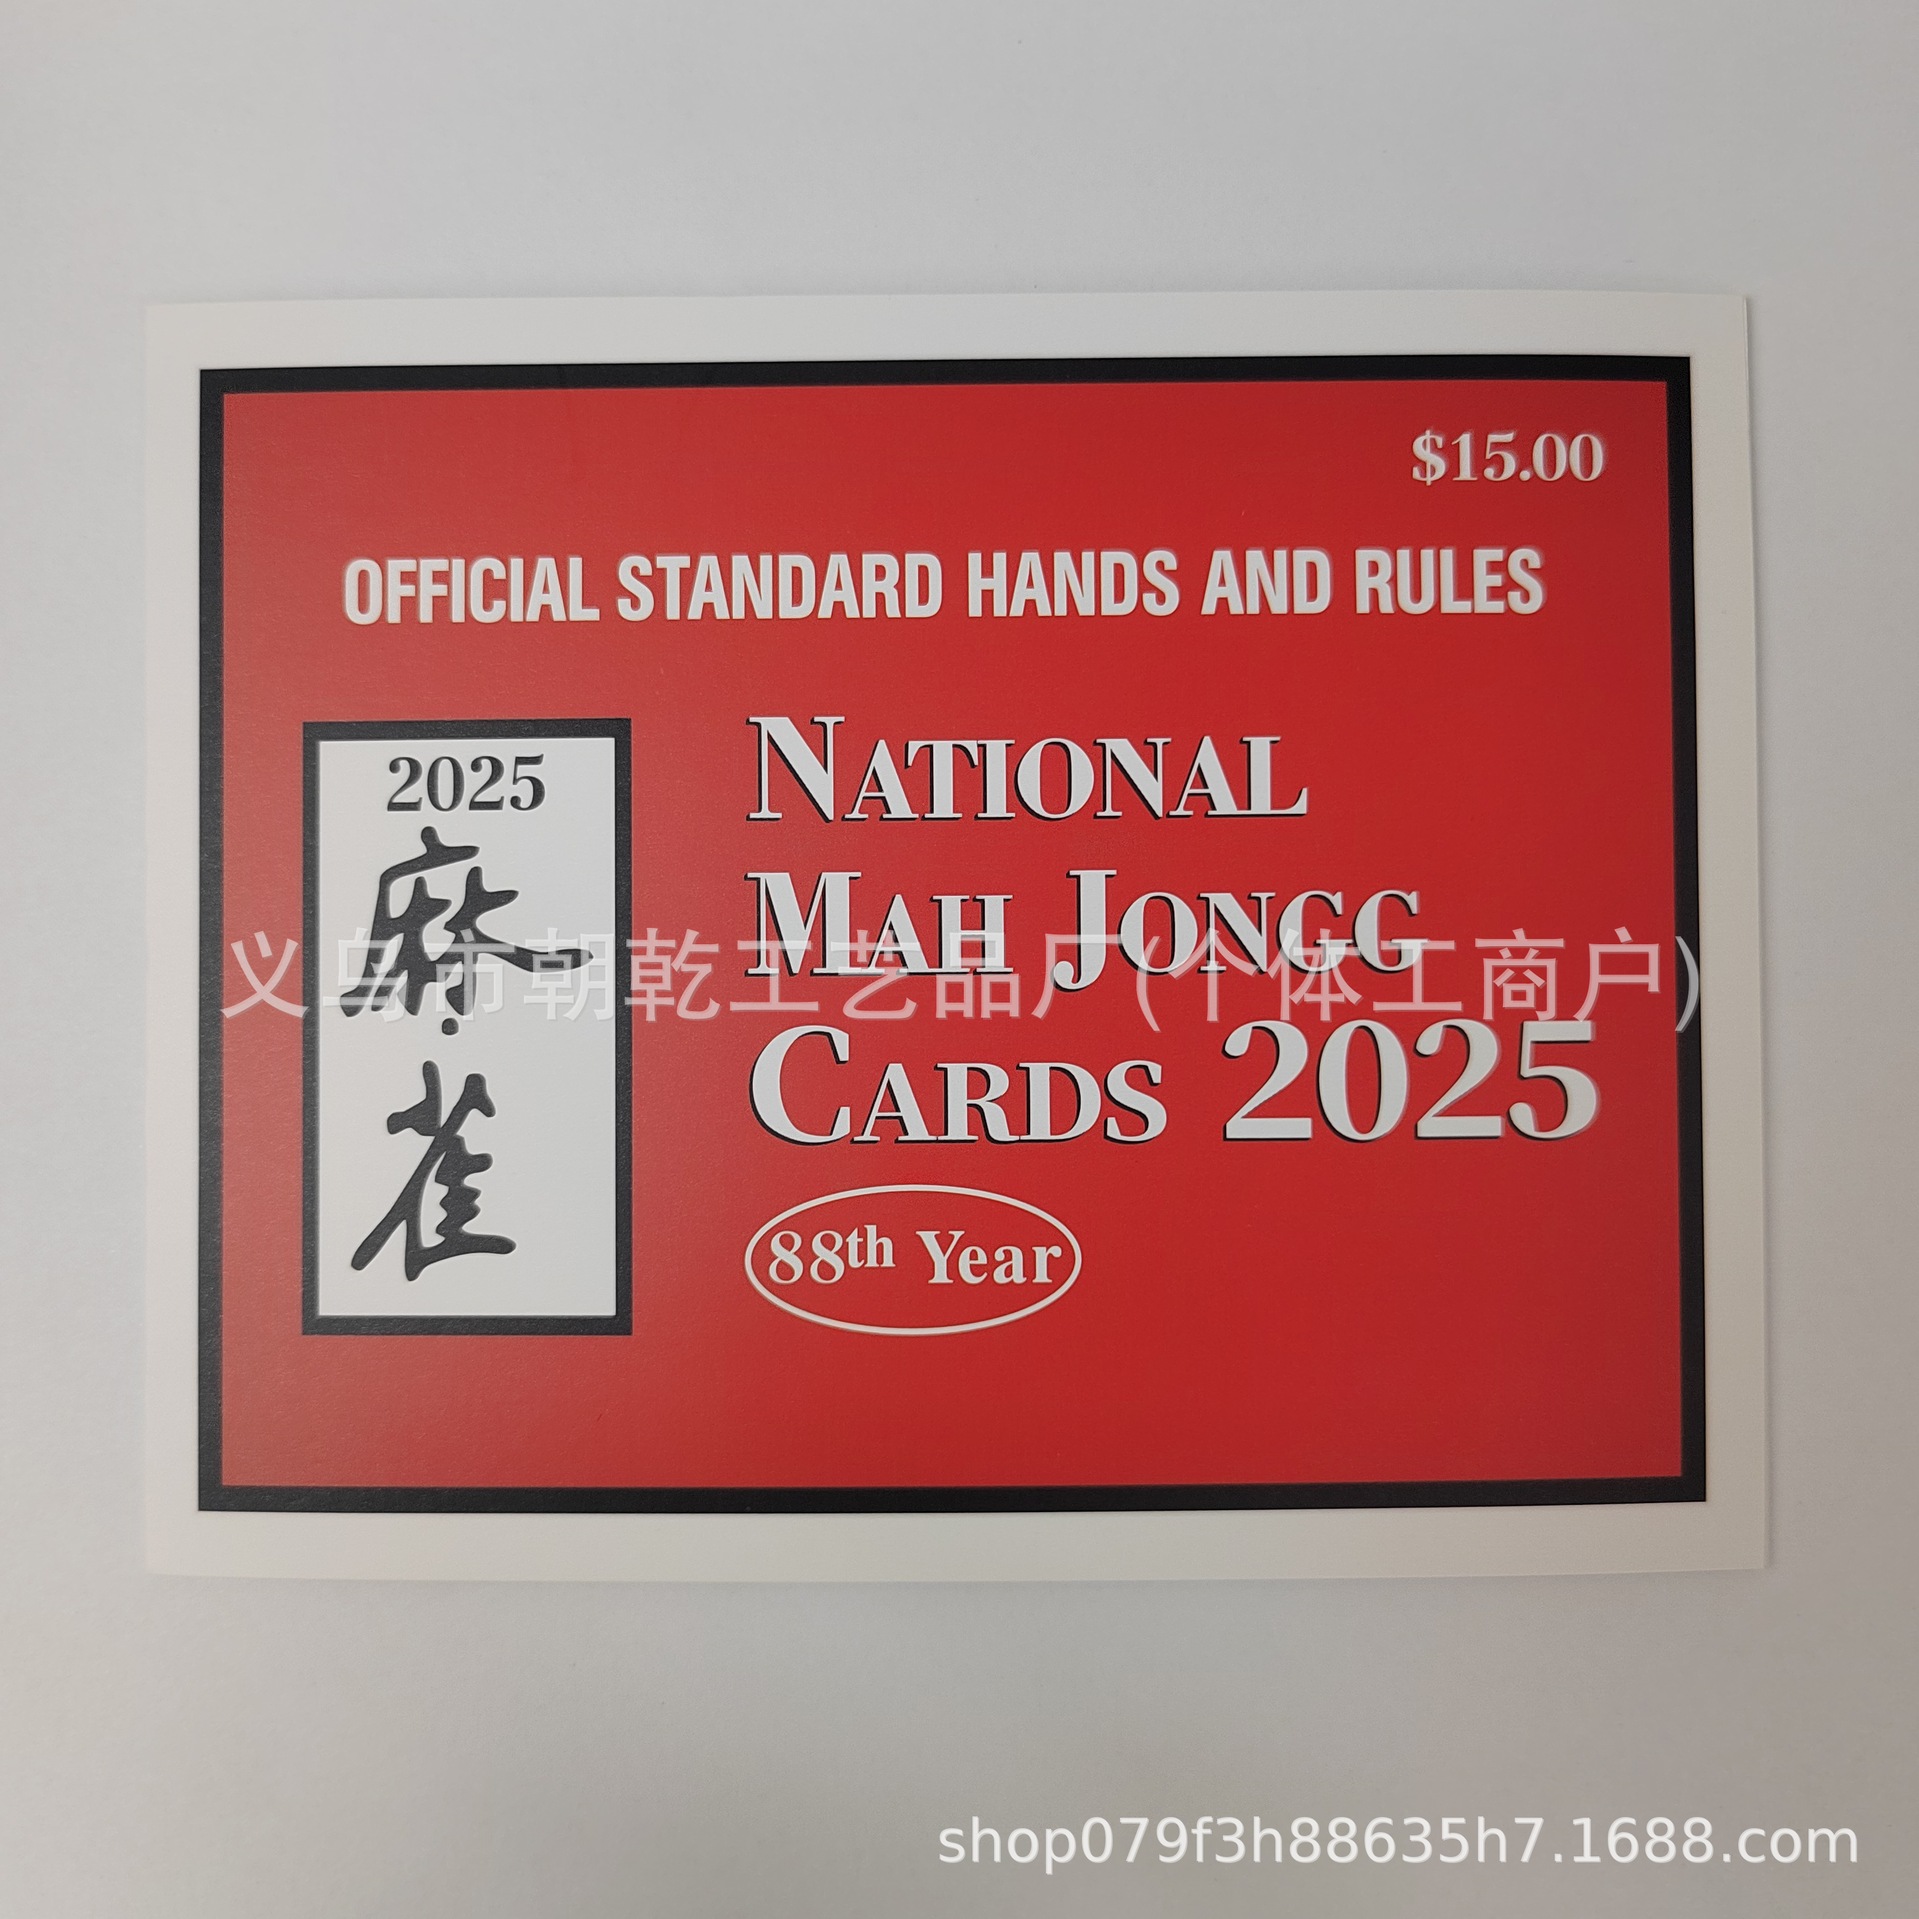 $15.00
OFFICIAL STANDARD HANDS AND RULES
2025
麻
雀
NATIONAL
MAH JONGG
CARDS 2025
88th Year
义乌市朝乾工艺品厂(个体工商户)
shop079f3h88635h7.1688.com